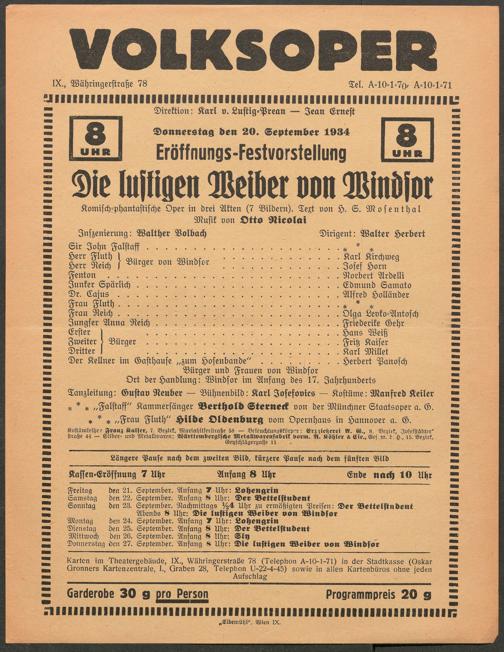 VOLKSOPER
IX., Währingerstraße 78 Tel. A-10-1-70, A-10-1-71
Direktion: Karl v. Lustig-Prean — Jean Ernest
8 UHR
Donnerstag den 20. September 1934
8 UHR
Eröffnungs-Festvorstellung
Die lustigen Weiber von Windsor
Komisch-phantastische Oper in drei Akten (7 Bildern). Text von H. S. Mosenthal
Musik von Otto Nicolai
Inszenierung: Walther Volbach Dirigent: Walter Herbert
Sir John Falstaff . . . . * * *
Herr Fluth } Bürger von Windsor . . . . Karl Kirchweg
Herr Reich } . . . . Josef Horn
Fenton . . . . Norbert Ardelli
Junker Spärlich . . . . Edmund Samato
Dr. Cajus . . . . Alfred Holländer
Frau Fluth . . . . * * *
Frau Reich . . . . Olga Levko-Antosch
Jungfer Anna Reich . . . . Friederike Gehr
Erster } . . . . Hans Weiß
Zweiter } Bürger . . . . Fritz Kaiser
Dritter } . . . . Karl Millet
Der Kellner im Gasthause „zum Hosenbande" . . . . Herbert Panosch
Bürger und Frauen von Windsor
Ort der Handlung: Windsor im Anfang des 17. Jahrhunderts
Tanzleitung: Gustav Neuber — Bühnenbild: Karl Josefovics — Kostüme: Manfred Keiler
* * * „Falstaff" Kammersänger Berthold Sterneck von der Münchner Staatsoper a. G.
* * * „Frau Fluth" Hilde Oldenburg vom Opernhaus in Hannover a. G.
Längere Pause nach dem zweiten Bild, kürzere Pause nach dem fünften Bild
Kassen-Eröffnung 7 Uhr Anfang 8 Uhr Ende nach 10 Uhr
Freitag den 21. September. Anfang 7 Uhr: Lohengrin
Samstag den 22. September. Anfang 8 Uhr: Der Bettelstudent
Sonntag den 23. September. Nachmittags ½4 Uhr zu ermäßigten Preisen: Der Bettelstudent
Abends 8 Uhr: Die lustigen Weiber von Windsor
Montag den 24. September. Anfang 7 Uhr: Lohengrin
Dienstag den 25. September. Anfang 8 Uhr: Der Bettelstudent
Mittwoch den 26. September. Anfang 8 Uhr: Sly
Donnerstag den 27. September. Anfang 8 Uhr: Die lustigen Weiber von Windsor
Karten im Theatergebäude, IX., Währingerstraße 78 (Telephon A-10-1-71) in der Stadtkasse (Oskar
Gronners Kartenzentrale, I., Graben 28, Telephon U-22-4-45) sowie in allen Kartenbüros ohne jeden
Aufschlag
Garderobe 30 g pro Person Programmpreis 20 g
„Elbemühl", Wien IX.